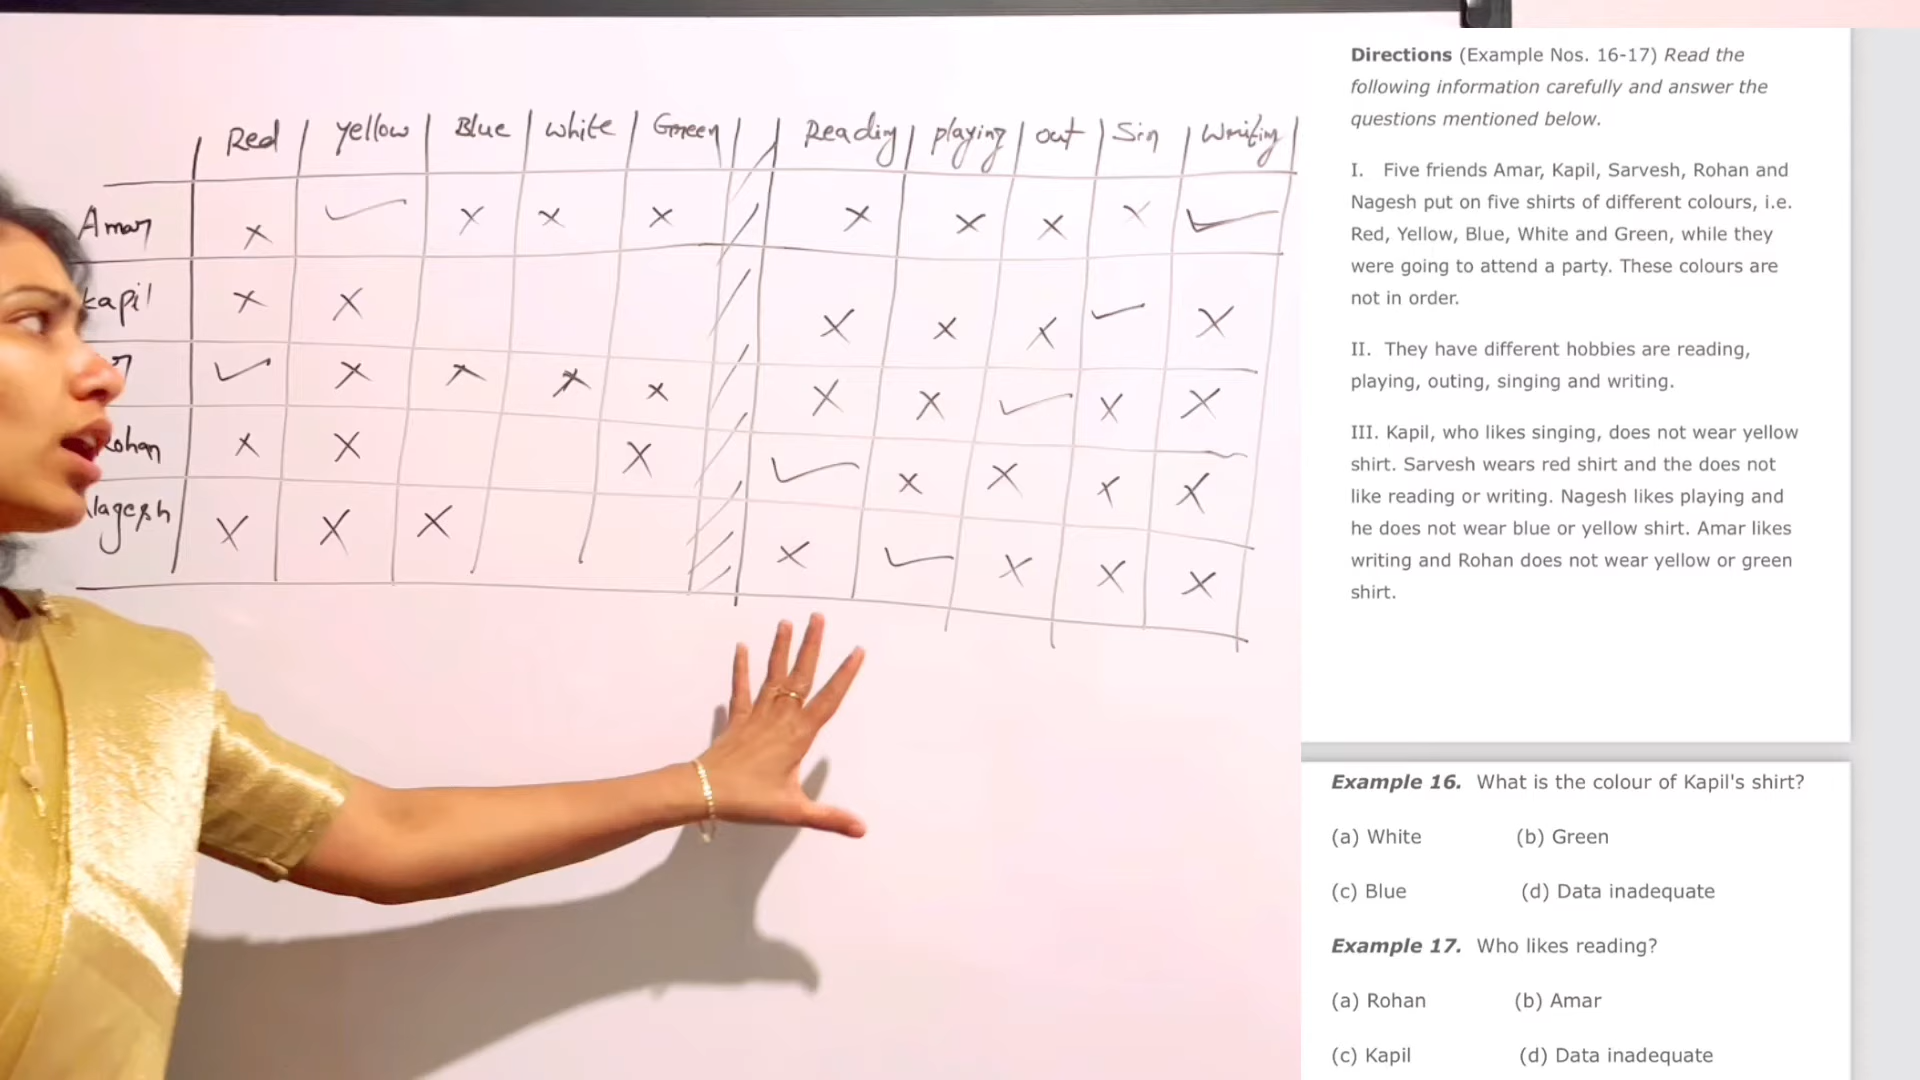 Red yellow Blue white Green Reading playing out Sin Writing
Amar
kapil
Rohan
Nagesh
Directions (Example Nos. 16-17) Read the
following information carefully and answer the
questions mentioned below.
I. Five friends Amar, Kapil, Sarvesh, Rohan and
Nagesh put on five shirts of different colours, i.e.
Red, Yellow, Blue, White and Green, while they
were going to attend a party. These colours are
not in order.
II. They have different hobbies are reading,
playing, outing, singing and writing.
III. Kapil, who likes singing, does not wear yellow
shirt. Sarvesh wears red shirt and the does not
like reading or writing. Nagesh likes playing and
he does not wear blue or yellow shirt. Amar likes
writing and Rohan does not wear yellow or green
shirt.
Example 16. What is the colour of Kapil's shirt?
(a) White (b) Green
(c) Blue (d) Data inadequate
Example 17. Who likes reading?
(a) Rohan (b) Amar
(c) Kapil (d) Data inadequate